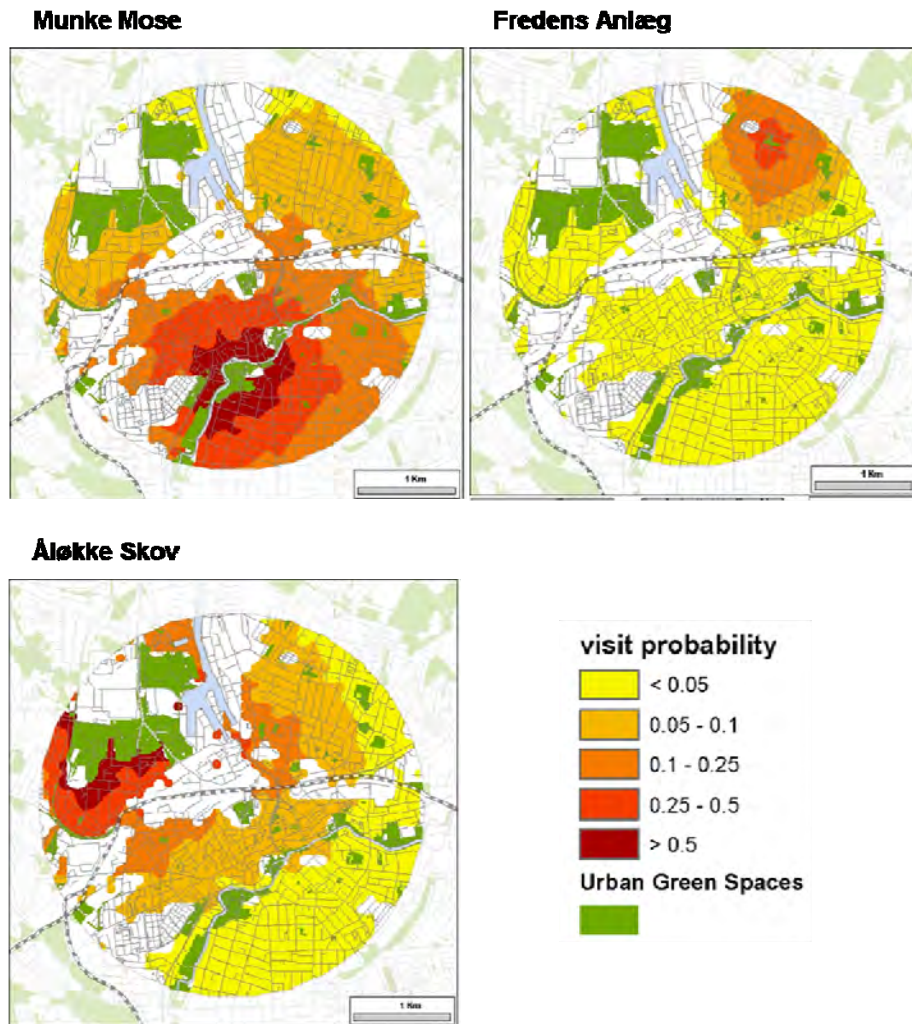 Munke Mose
Fredens Anlæg
1 Km
1 Km
Åløkke Skov
1 Km
visit probability
< 0.05
0.05 - 0.1
0.1 - 0.25
0.25 - 0.5
> 0.5
Urban Green Spaces